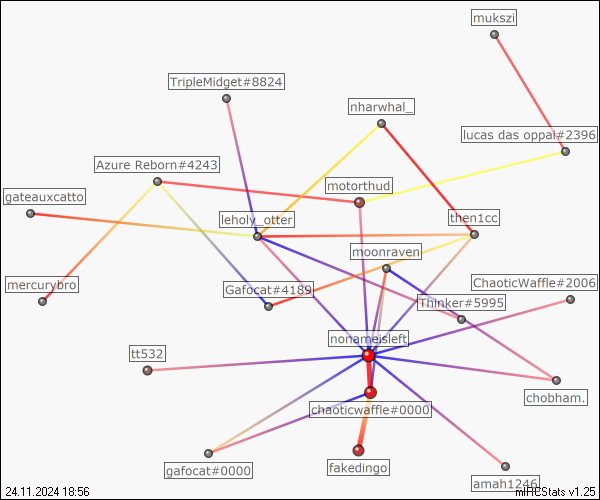 mukszi
TripleMidget#8824
nharwhal_
lucas das oppai#2396
Azure Reborn#4243
motorthud
gateauxcatto
leholy_otter
then1cc
moonraven
mercurybro
Gafocat#4189
ChaoticWaffle#2006
Thinker#5995
nonameisleft
tt532
chobham.
chaoticwaffle#0000
gafocat#0000
fakedingo
amah1246
24.11.2024 18:56
mIRCStats v1.25